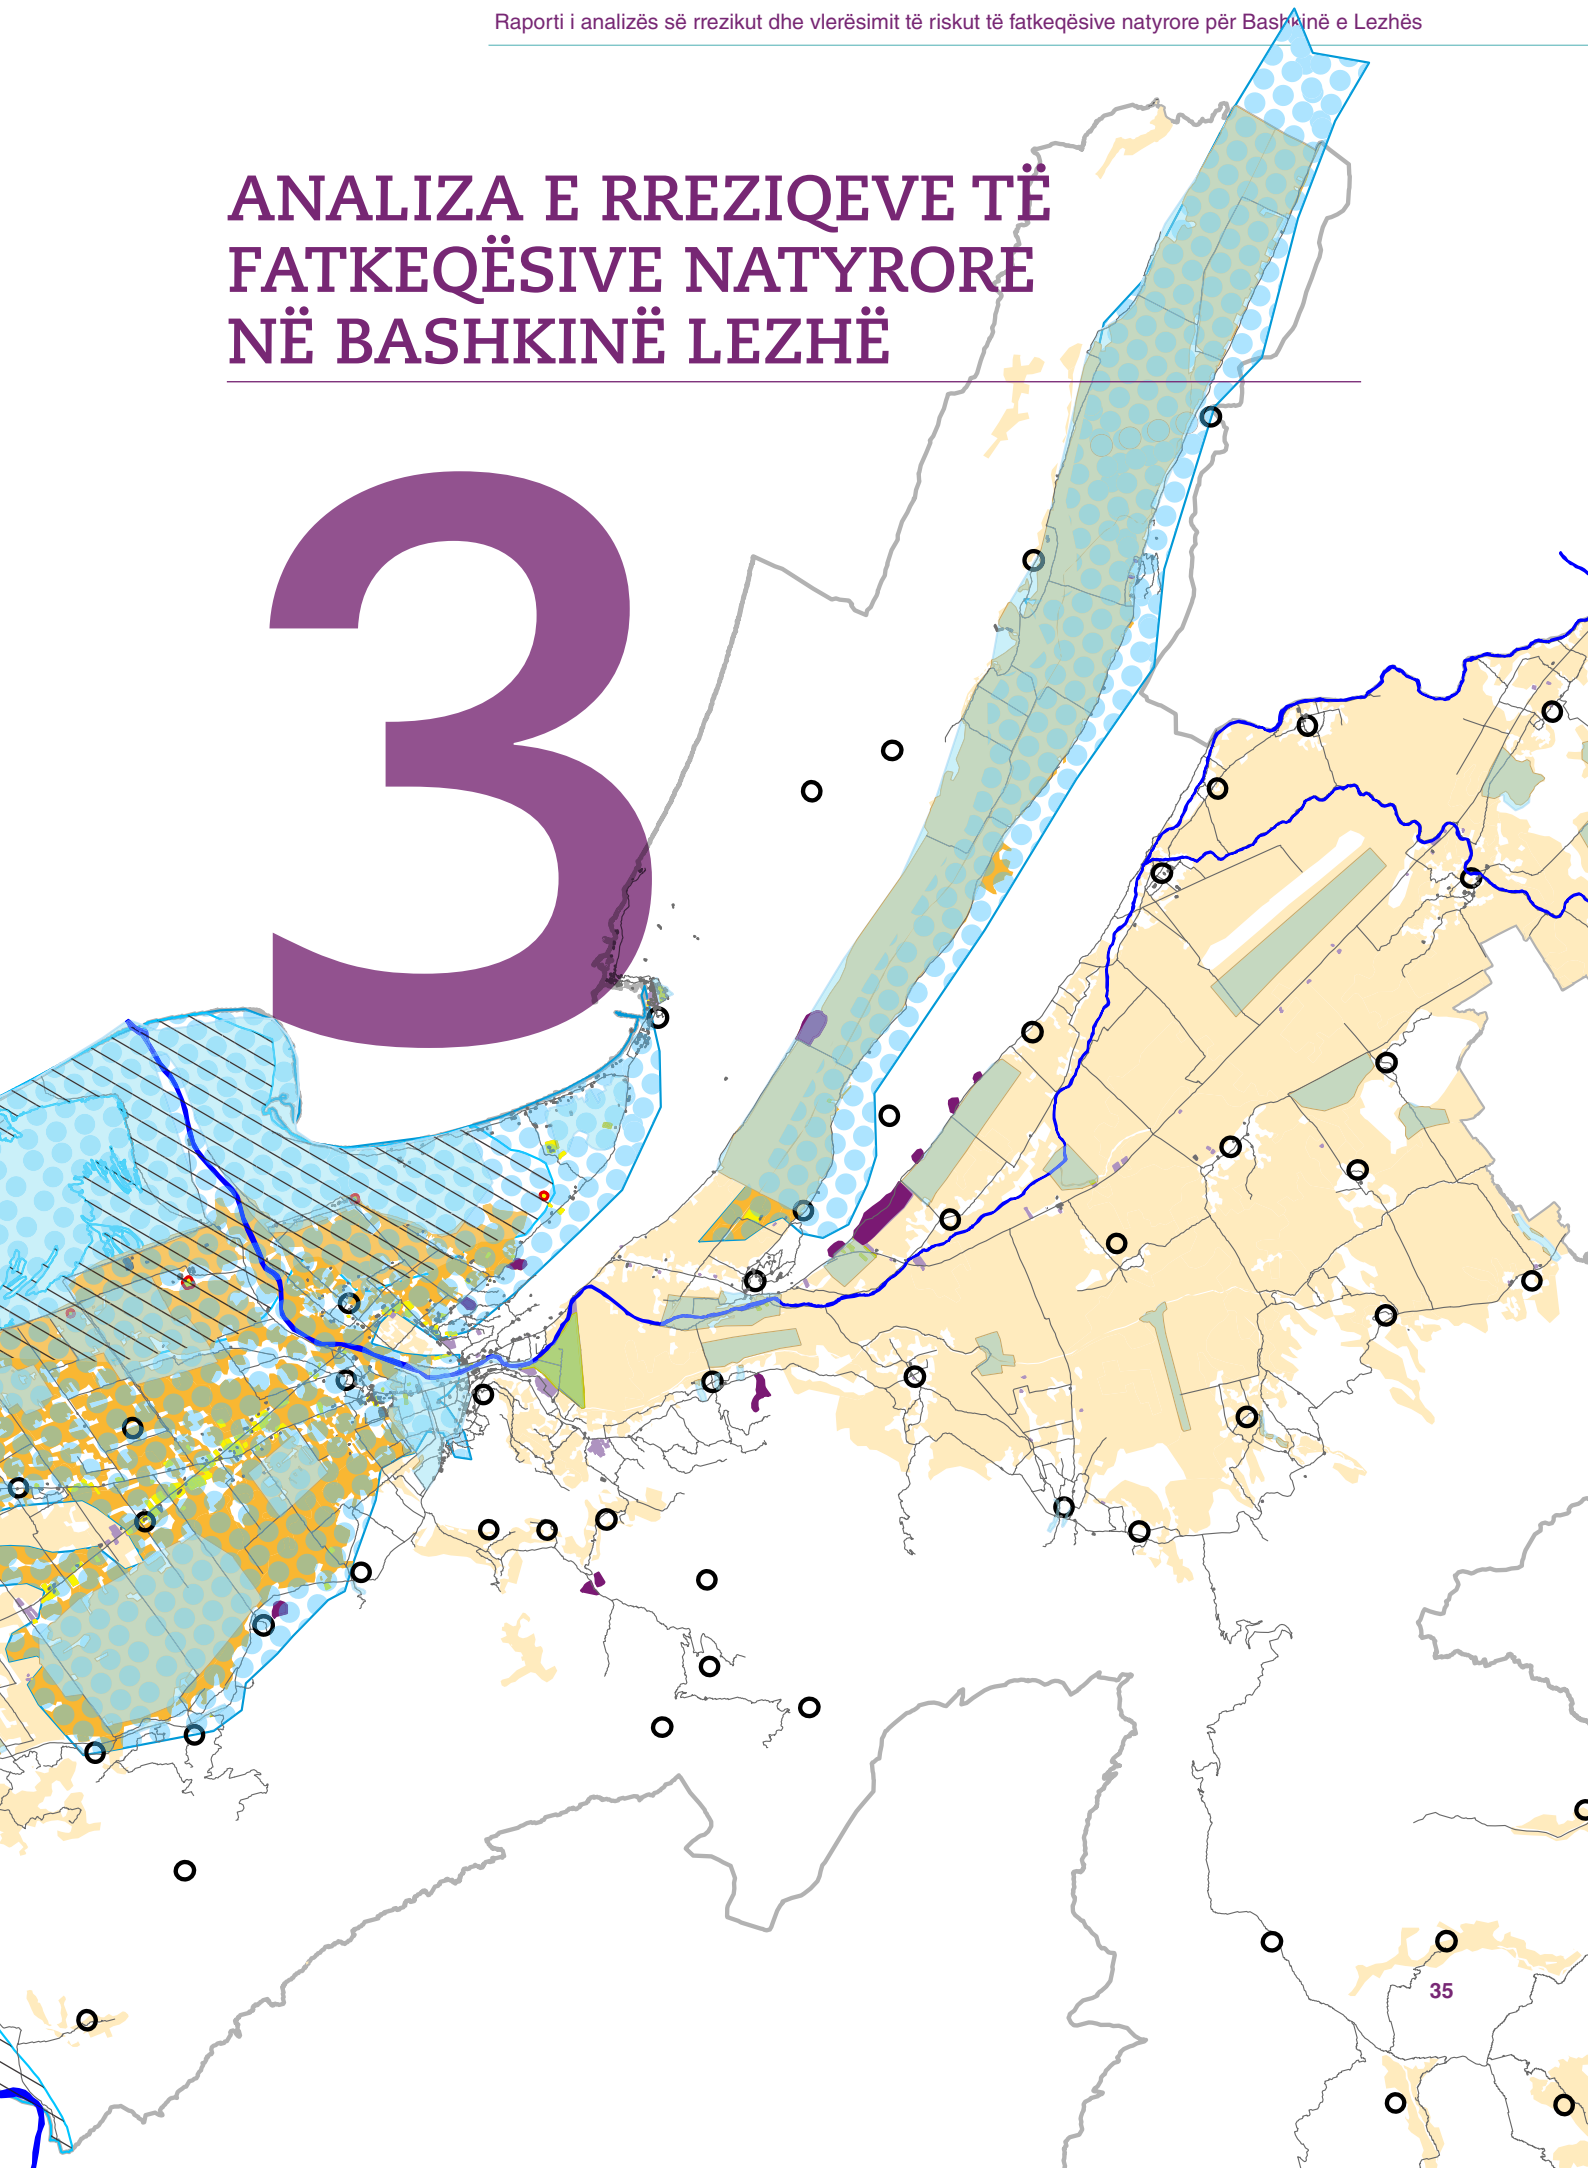 Raporti i analizës së rrezikut dhe vlerësimit të riskut të fatkeqësive natyrore për Bashkinë e Lezhës
ANALIZA E RREZIQEVE TË
FATKEQËSIVE NATYRORE
NË BASHKINË LEZHË
3
35